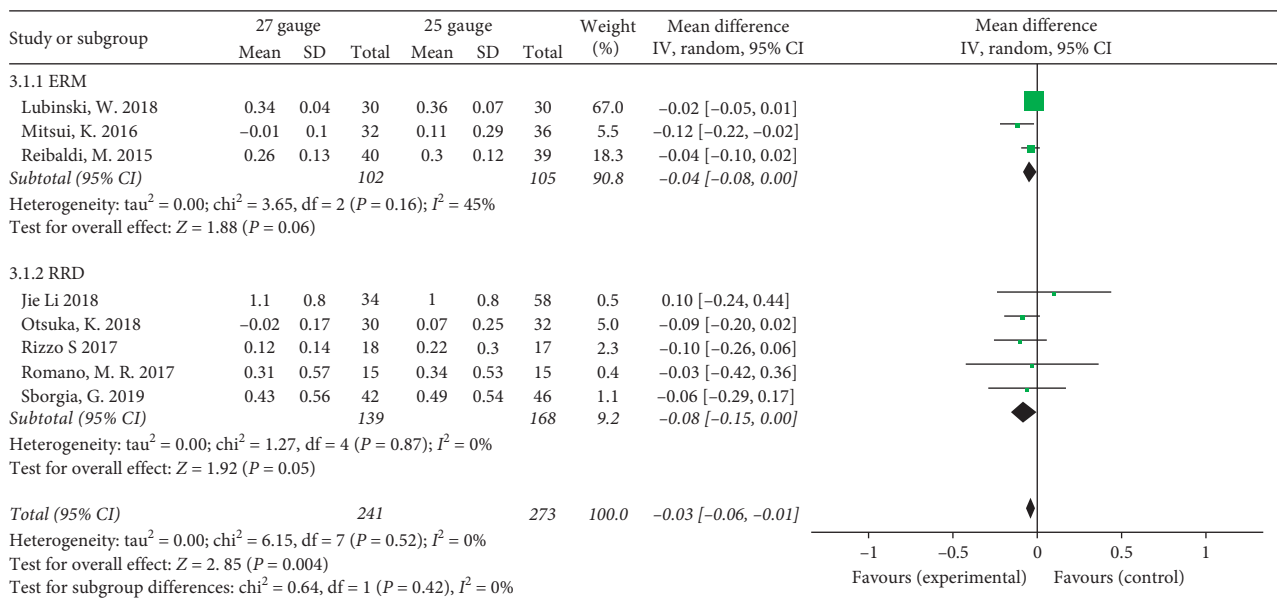 Study or subgroup 27 gauge 25 gauge Weight (%) Mean difference IV, random, 95% CI Mean difference IV, random, 95% CI
Mean SD Total Mean SD Total
3.1.1 ERM
Lubinski, W. 2018 0.34 0.04 30 0.36 0.07 30 67.0 –0.02 [–0.05, 0.01]
Mitsui, K. 2016 –0.01 0.1 32 0.11 0.29 36 5.5 –0.12 [–0.22, –0.02]
Reibaldi, M. 2015 0.26 0.13 40 0.3 0.12 39 18.3 –0.04 [–0.10, 0.02]
Subtotal (95% CI) 102 105 90.8 –0.04 [–0.08, 0.00]
Heterogeneity: tau² = 0.00; chi² = 3.65, df = 2 (P = 0.16); I² = 45%
Test for overall effect: Z = 1.88 (P = 0.06)
3.1.2 RRD
Jie Li 2018 1.1 0.8 34 1 0.8 58 0.5 0.10 [–0.24, 0.44]
Otsuka, K. 2018 –0.02 0.17 30 0.07 0.25 32 5.0 –0.09 [–0.20, 0.02]
Rizzo S 2017 0.12 0.14 18 0.22 0.3 17 2.3 –0.10 [–0.26, 0.06]
Romano, M. R. 2017 0.31 0.57 15 0.34 0.53 15 0.4 –0.03 [–0.42, 0.36]
Sborgia, G. 2019 0.43 0.56 42 0.49 0.54 46 1.1 –0.06 [–0.29, 0.17]
Subtotal (95% CI) 139 168 9.2 –0.08 [–0.15, 0.00]
Heterogeneity: tau² = 0.00; chi² = 1.27, df = 4 (P = 0.87); I² = 0%
Test for overall effect: Z = 1.92 (P = 0.05)
Total (95% CI) 241 273 100.0 –0.03 [–0.06, –0.01]
Heterogeneity: tau² = 0.00; chi² = 6.15, df = 7 (P = 0.52); I² = 0%
Test for overall effect: Z = 2. 85 (P = 0.004)
Test for subgroup differences: chi² = 0.64, df = 1 (P = 0.42), I² = 0%
–1 –0.5 0 0.5 1
Favours (experimental) Favours (control)